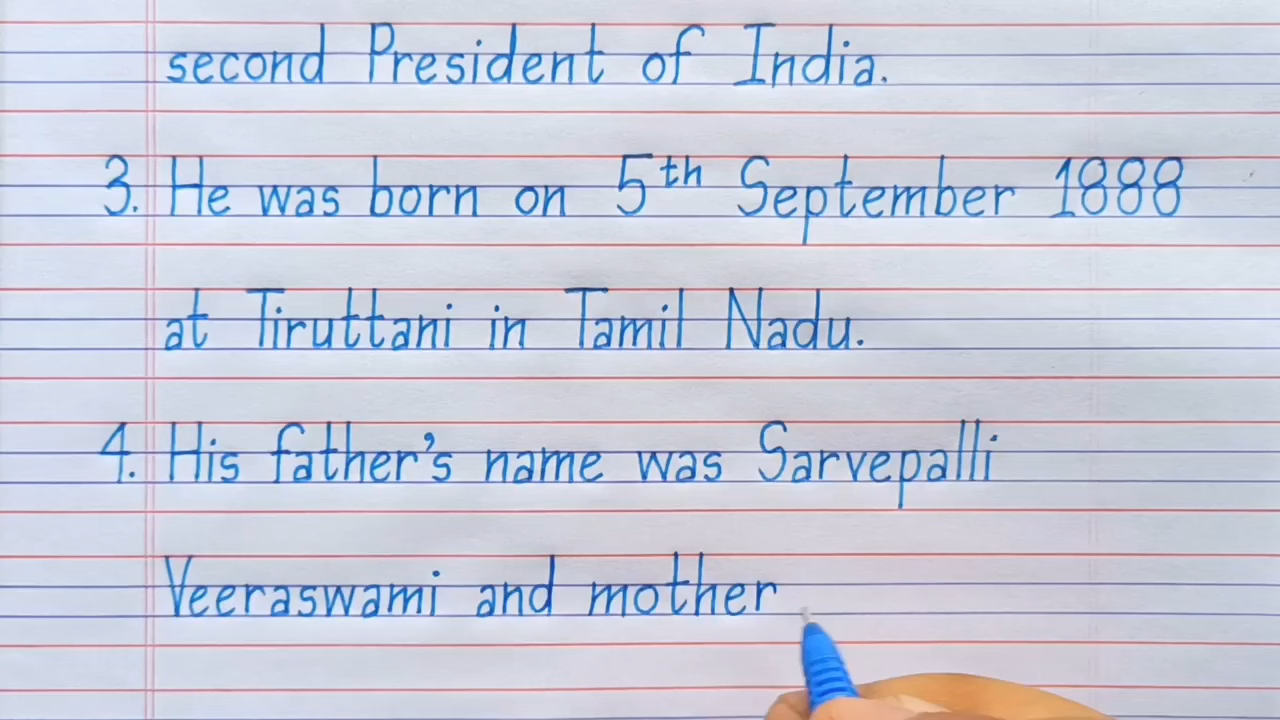 second President of India.
3. He was born on 5th September 1888
at Tiruttani in Tamil Nadu.
4. His father's name was Sarvepalli
Veeraswami and mother